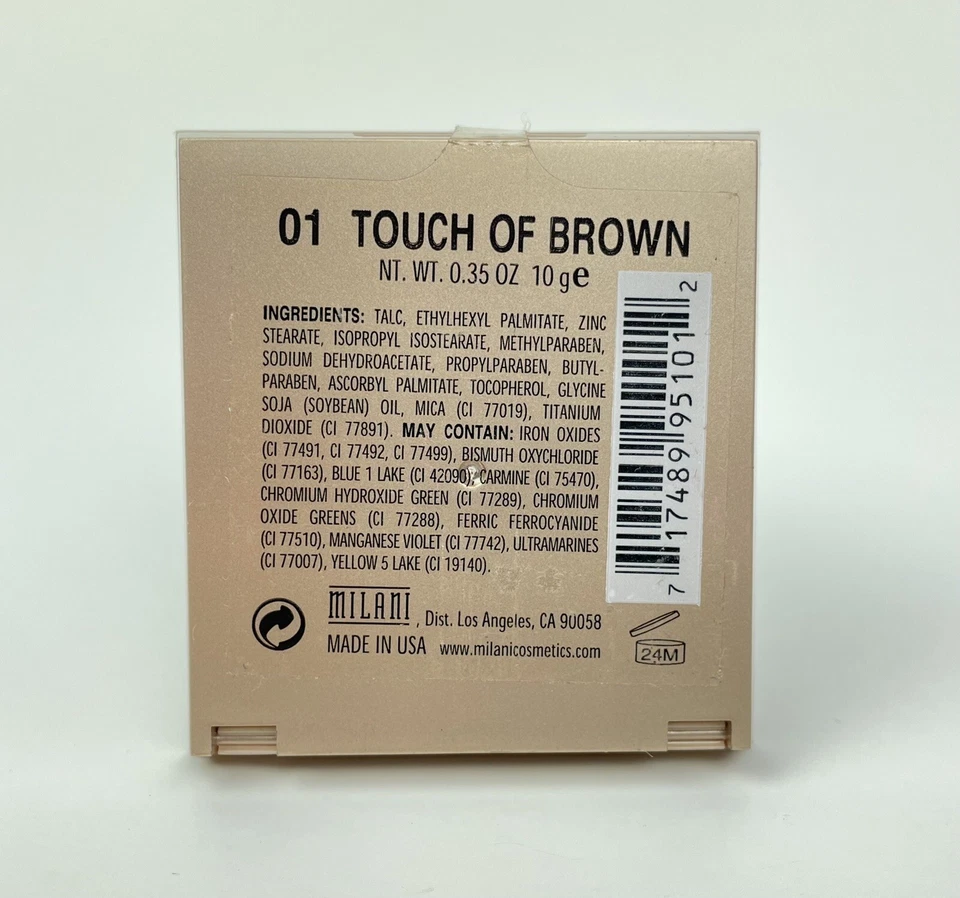 01 TOUCH OF BROWN
NT. WT. 0.35 OZ 10 g e
INGREDIENTS: TALC, ETHYLHEXYL PALMITATE, ZINC
STEARATE, ISOPROPYL ISOSTEARATE, METHYLPARABEN,
SODIUM DEHYDROACETATE, PROPYLPARABEN, BUTYL-
PARABEN, ASCORBYL PALMITATE, TOCOPHEROL, GLYCINE
SOJA (SOYBEAN) OIL, MICA (CI 77019), TITANIUM
DIOXIDE (CI 77891). MAY CONTAIN: IRON OXIDES
(CI 77491, CI 77492, CI 77499), BISMUTH OXYCHLORIDE
(CI 77163), BLUE 1 LAKE (CI 42090), CARMINE (CI 75470),
CHROMIUM HYDROXIDE GREEN (CI 77289), CHROMIUM
OXIDE GREENS (CI 77288), FERRIC FERROCYANIDE
(CI 77510), MANGANESE VIOLET (CI 77742), ULTRAMARINES
(CI 77007), YELLOW 5 LAKE (CI 19140).
MILANI , Dist. Los Angeles, CA 90058
MADE IN USA www.milanicosmetics.com
24M
7 17489 95101 2